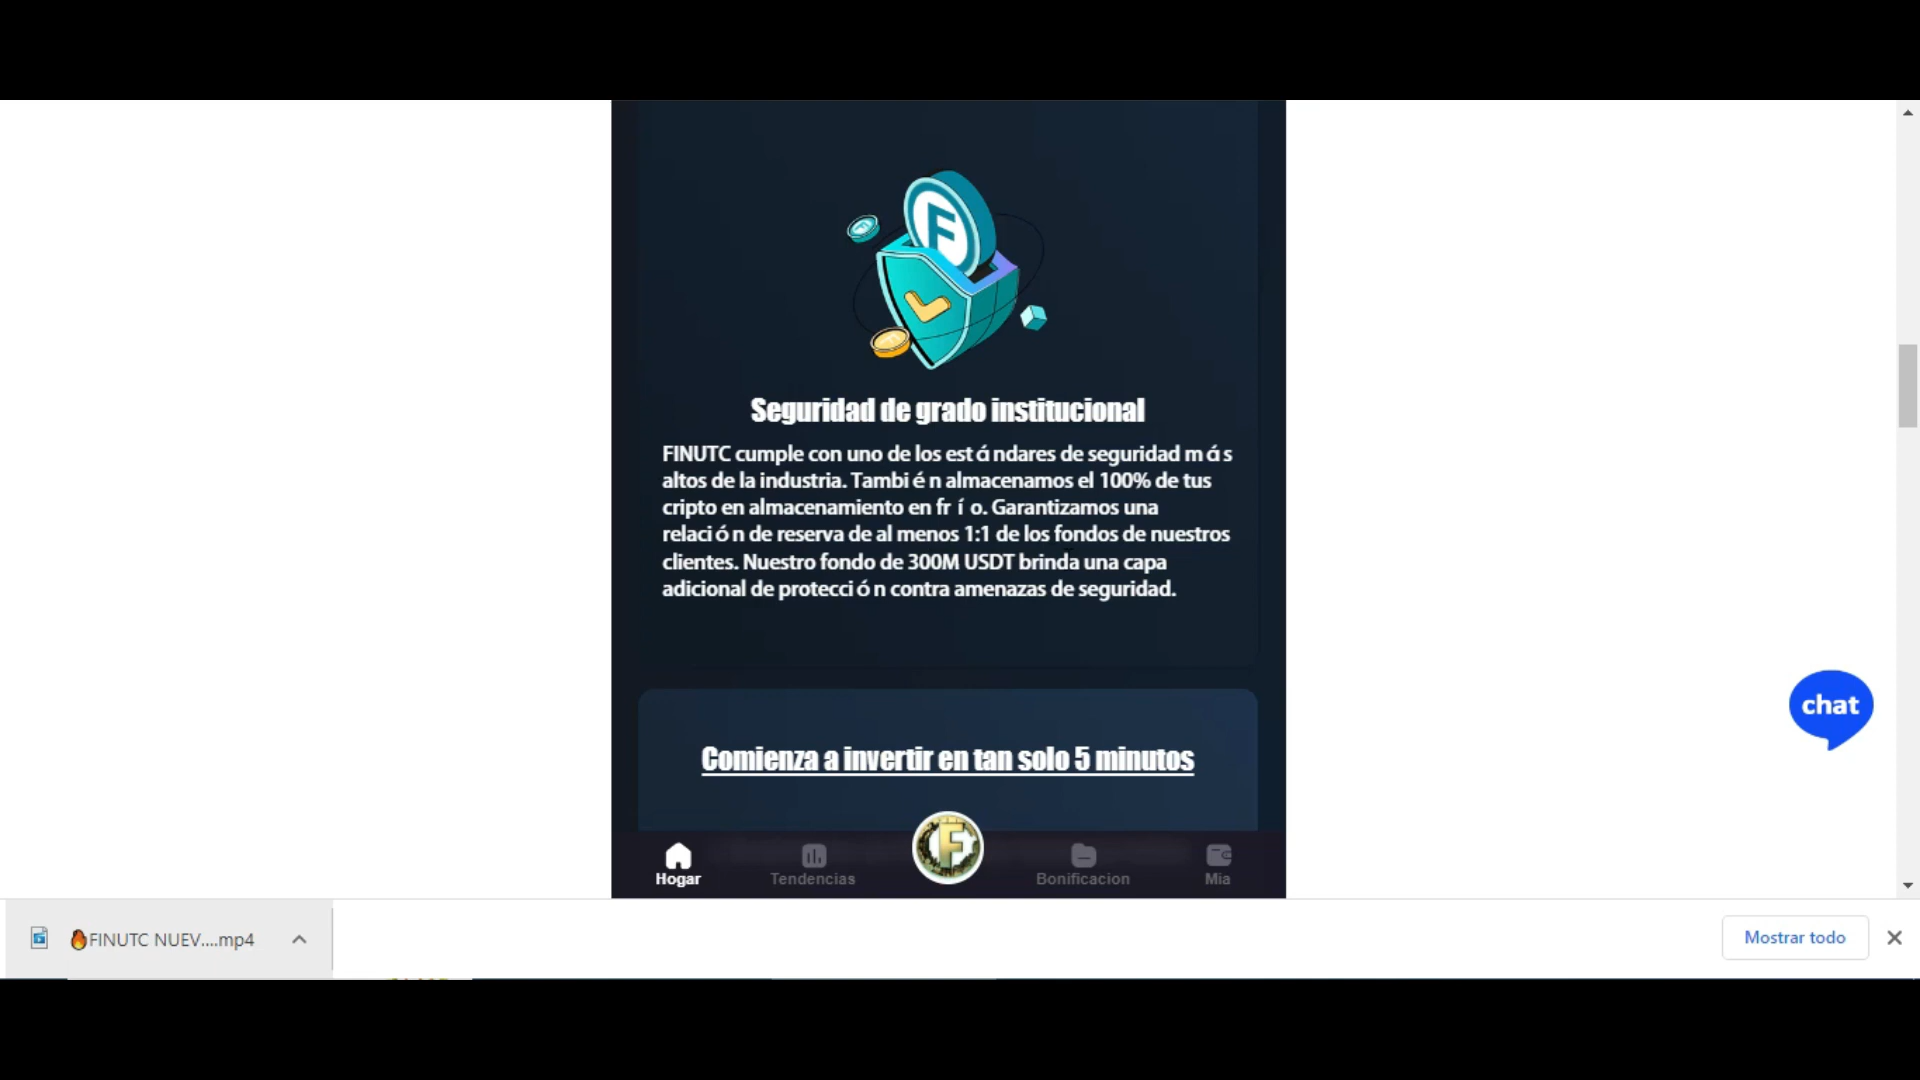 F
Seguridad de grado institucional
FINUTC cumple con uno de los est á ndares de seguridad m á s
altos de la industria. Tambi é n almacenamos el 100% de tus
cripto en almacenamiento en fr í o. Garantizamos una
relaci ó n de reserva de al menos 1:1 de los fondos de nuestros
clientes. Nuestro fondo de 300M USDT brinda una capa
adicional de protecci ó n contra amenazas de seguridad.
chat
Comienza a invertir en tan solo 5 minutos
F
Hogar
Tendencias
Bonificacion
Mia
FINUTC NUEV....mp4
Mostrar todo